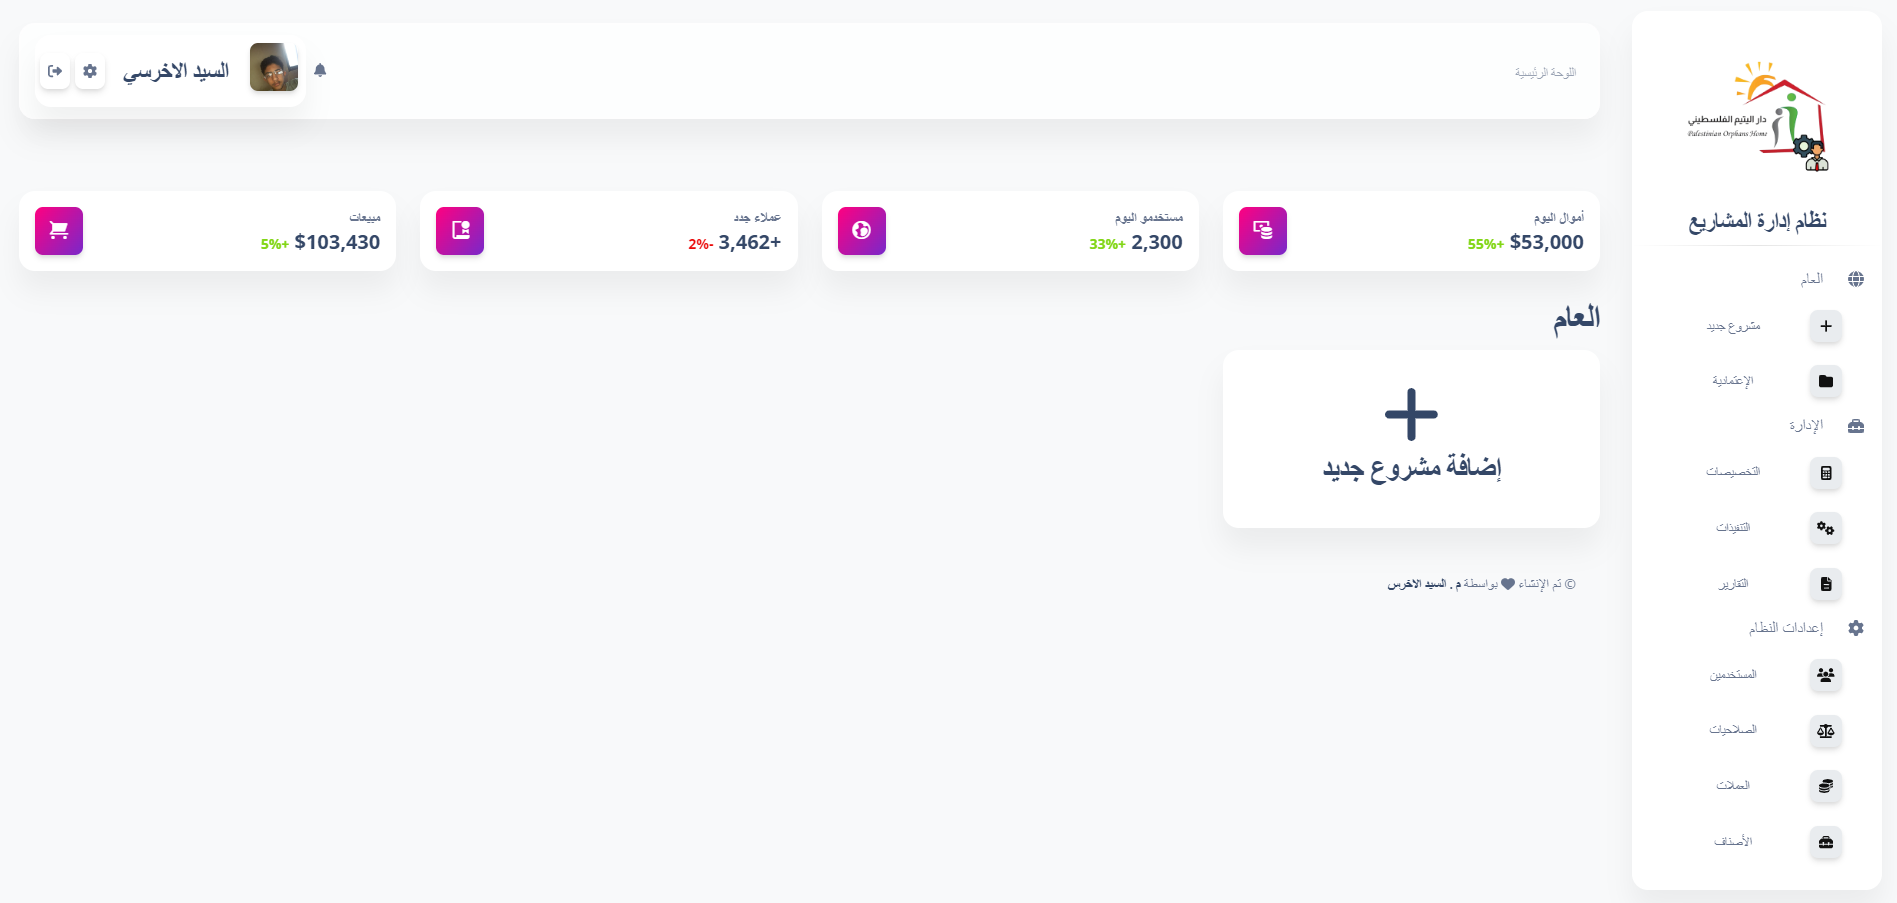 دار اليتيم الفلسطيني
Palestinian Orphans Home
نظام إدارة المشاريع
العام
مشروع جديد
الإعتمادية
الإدارة
التخصيصات
التنفيذات
التقارير
إعدادات النظام
المستخدمين
الصلاحيات
العملات
الأصناف
اللوحة الرئيسية
السيد الاخرسي
أموال اليوم
$53,000 +55%
مستخدمو اليوم
2,300 +33%
عملاء جدد
+3,462 -2%
مبيعات
$103,430 +5%
العام
إضافة مشروع جديد
© تم الإنشاء بواسطة م . السيد الاخرس